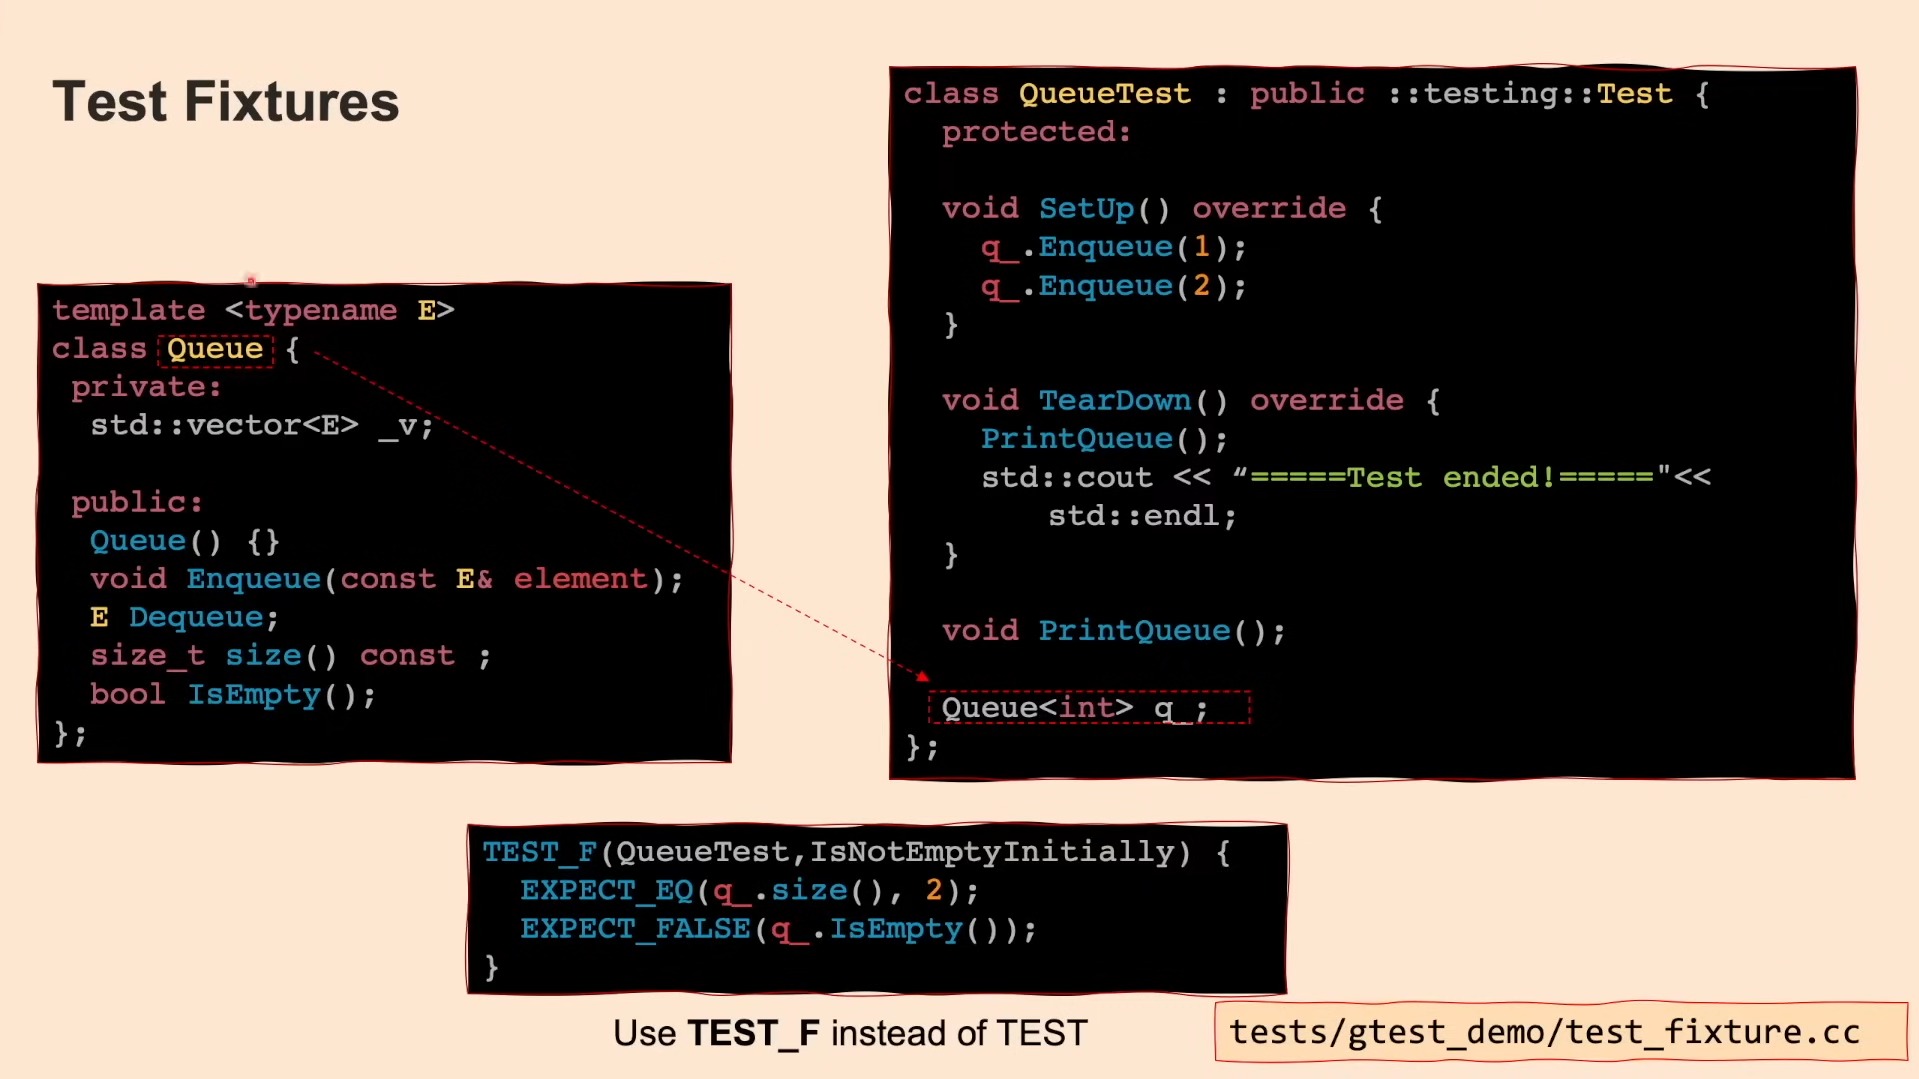 Test Fixtures
template <typename E>
class Queue {
private:
std::vector<E> _v;
public:
Queue() {}
void Enqueue(const E& element);
E Dequeue;
size_t size() const ;
bool IsEmpty();
};
class QueueTest : public ::testing::Test {
protected:
void SetUp() override {
q_.Enqueue(1);
q_.Enqueue(2);
}
void TearDown() override {
PrintQueue();
std::cout << “=====Test ended!====="<<
std::endl;
}
void PrintQueue();
Queue<int> q_;
};
TEST_F(QueueTest,IsNotEmptyInitially) {
EXPECT_EQ(q_.size(), 2);
EXPECT_FALSE(q_.IsEmpty());
}
Use TEST_F instead of TEST
tests/gtest_demo/test_fixture.cc